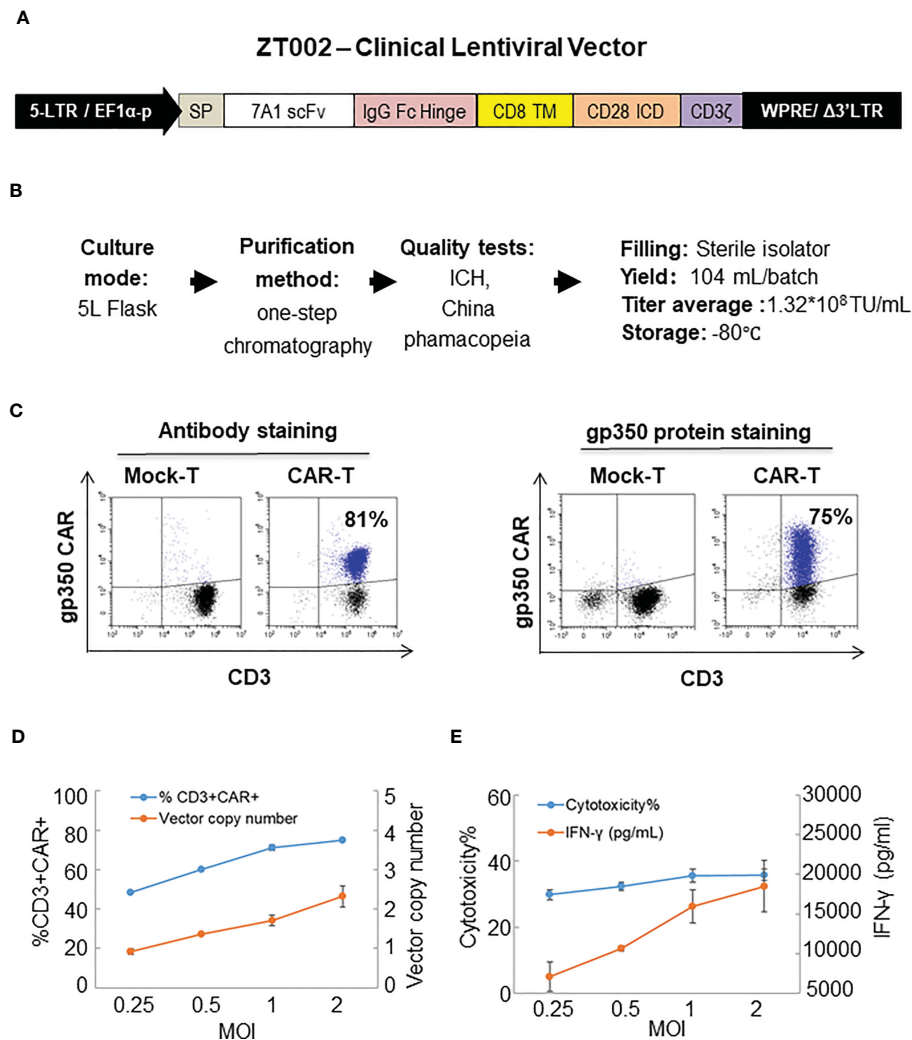 A
ZT002 – Clinical Lentiviral Vector
5-LTR / EF1α-p SP 7A1 scFv IgG Fc Hinge CD8 TM CD28 ICD CD3ζ WPRE/ Δ3'LTR
B
Culture
mode:
5L Flask
Purification
method:
one-step
chromatography
Quality tests:
ICH,
China
phamacopeia
Filling: Sterile isolator
Yield: 104 mL/batch
Titer average :1.32*10⁸TU/mL
Storage: -80℃
C
Antibody staining
Mock-T CAR-T
gp350 CAR
81%
CD3
gp350 protein staining
Mock-T CAR-T
gp350 CAR
75%
CD3
D
% CD3+CAR+
Vector copy number
%CD3+CAR+
100
80
60
40
20
0
5
4
3
2
1
0
Vector copy number
0.25 0.5 1 2
MOI
E
Cytotoxicity%
IFN-γ (pg/mL)
Cytotoxicity%
60
40
20
0
30000
25000
20000
15000
10000
5000
IFN-γ (pg/ml)
0.25 0.5 1 2
MOI